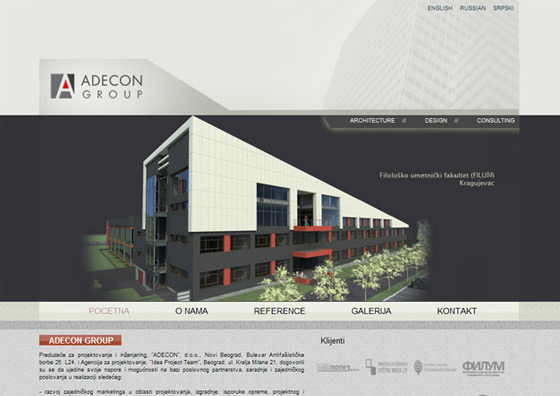 ENGLISH RUSSIAN SRPSKI
ADECON
GROUP
ARCHITECTURE // DESIGN // CONSULTING
Filološko umetnički fakultet (FILUM)
Kragujevac
POCETNA O NAMA REFERENCE GALERIJA KONTAKT
ADECON GROUP
Klijenti
Preduzeće za projektovanje i inženjering, "ADECON", d.o.o., Novi Beograd, Bulevar Antifašističke
borbe 26. L24, i Agencija za projektovanje, "Idea Project Team", Beograd, ul. Kralja Milana 21, dogovorili
su se da ujedine svoje napore i mogućnosti na bazi poslovnog partnerstva, saradnje i zajedničkog
poslovanja u realizaciji sledećeg:
- razvoj zajedničkog marketinga u oblasti projektovanja, izgradnje, isporuke opreme, projektnog i
ФИЛУМ